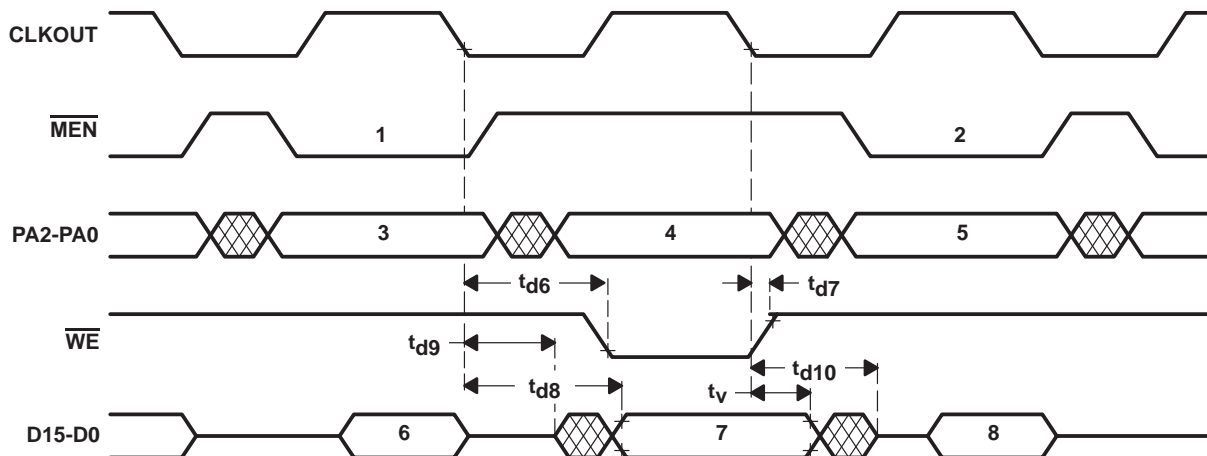 CLKOUT
MEN
1
2
PA2-PA0
3
4
5
td6
td7
WE
td9
td10
td8
tv
D15-D0
6
7
8